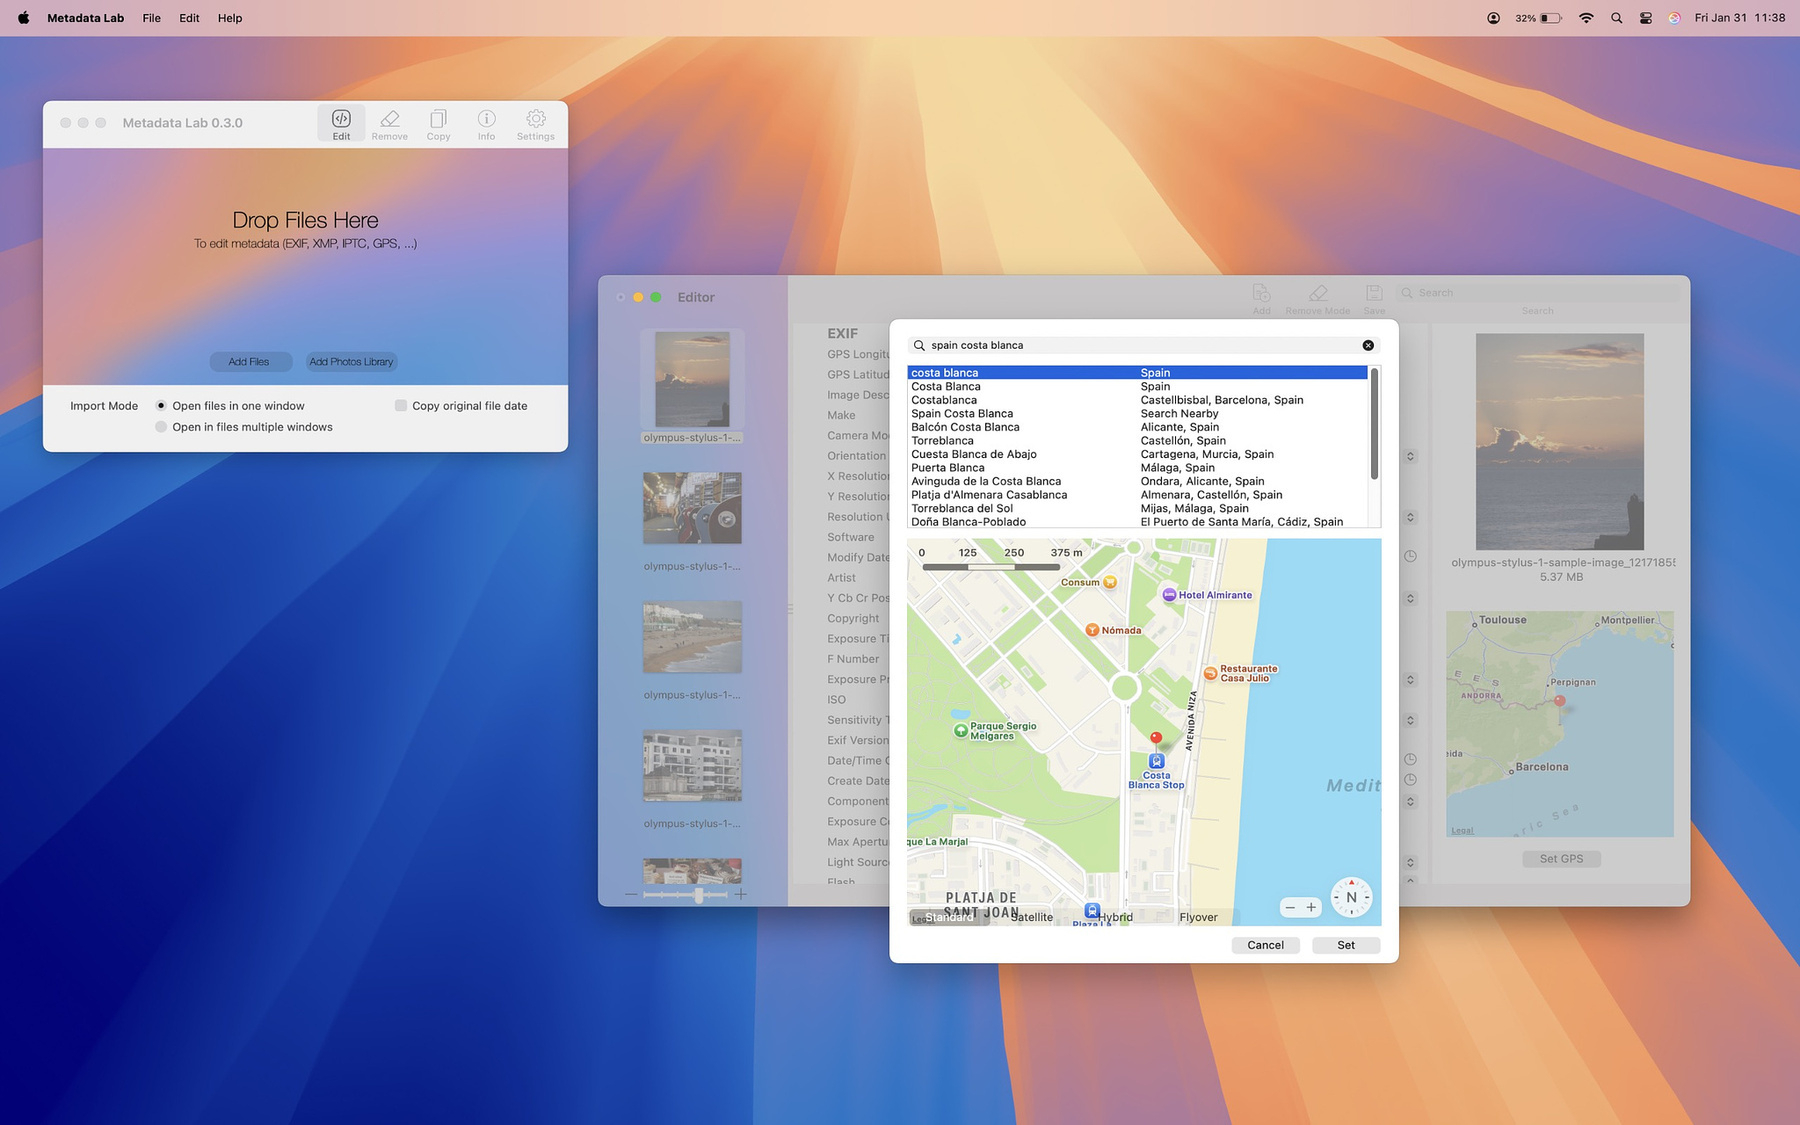 Metadata Lab File Edit Help
32% Fri Jan 31 11:38
Metadata Lab 0.3.0
Edit Remove Copy Info Settings
Drop Files Here
To edit metadata (EXIF, XMP, IPTC, GPS, ...)
Add Files Add Photos Library
Import Mode Open files in one window Copy original file date
Open in files multiple windows
Editor
Add Remove Mode Save Search
Search
olympus-stylus-1-...
olympus-stylus-1-...
olympus-stylus-1-...
olympus-stylus-1-...
EXIF
GPS Longitu
GPS Latitud
Image Desc
Make
Camera Mo
Orientation
X Resolution
Y Resolution
Resolution U
Software
Modify Date
Artist
Y Cb Cr Pos
Copyright
Exposure Ti
F Number
Exposure Pr
ISO
Sensitivity T
Exif Version
Date/Time O
Create Date
Component
Exposure Co
Max Apertu
Light Source
Flash
spain costa blanca
costa blanca Spain
Costa Blanca Spain
Costablanca Castellbisbal, Barcelona, Spain
Spain Costa Blanca Search Nearby
Balcón Costa Blanca Alicante, Spain
Torreblanca Castellón, Spain
Cuesta Blanca de Abajo Cartagena, Murcia, Spain
Puerta Blanca Málaga, Spain
Avinguda de la Costa Blanca Ondara, Alicante, Spain
Platja d'Almenara Casablanca Almenara, Castellón, Spain
Torreblanca del Sol Mijas, Málaga, Spain
Doña Blanca-Poblado El Puerto de Santa María, Cádiz, Spain
0 125 250 375 m
Consum
Hotel Almirante
Nómada
Restaurante
Casa Julio
AVENIDA NIZA
Parque Sergio
Melgares
Costa
Blanca Stop
Medit
que La Marjal
PLATJA DE
SANT JOAN
Standard Satellite Hybrid Flyover
Plaza La
N
Cancel Set
olympus-stylus-1-sample-image_12171855
5.37 MB
Toulouse
Montpellier
Perpignan
ANDORRA
eida
Barcelona
Legal
ric Sea
Set GPS